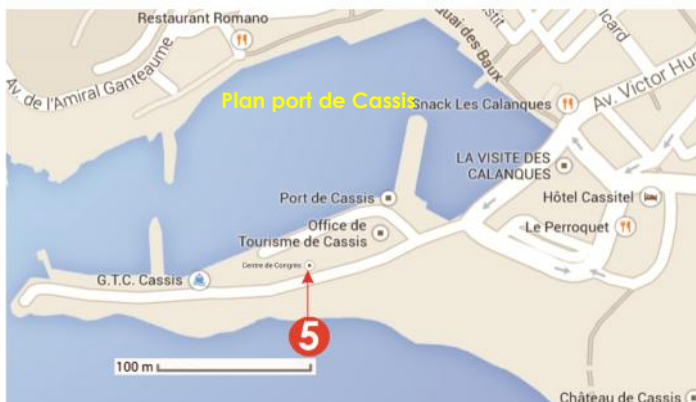 Restaurant Romano
Av. de l'Amiral Ganteaume
Quai des Baux
Icard
Plan port de Cassis
Snack Les Calanques
Av. Victor Hug
LA VISITE DES
CALANQUES
Port de Cassis
Hôtel Cassitel
Office de
Tourisme de Cassis
Le Perroquet
Centre de Congrès
G.T.C. Cassis
5
100 m
Château de Cassis